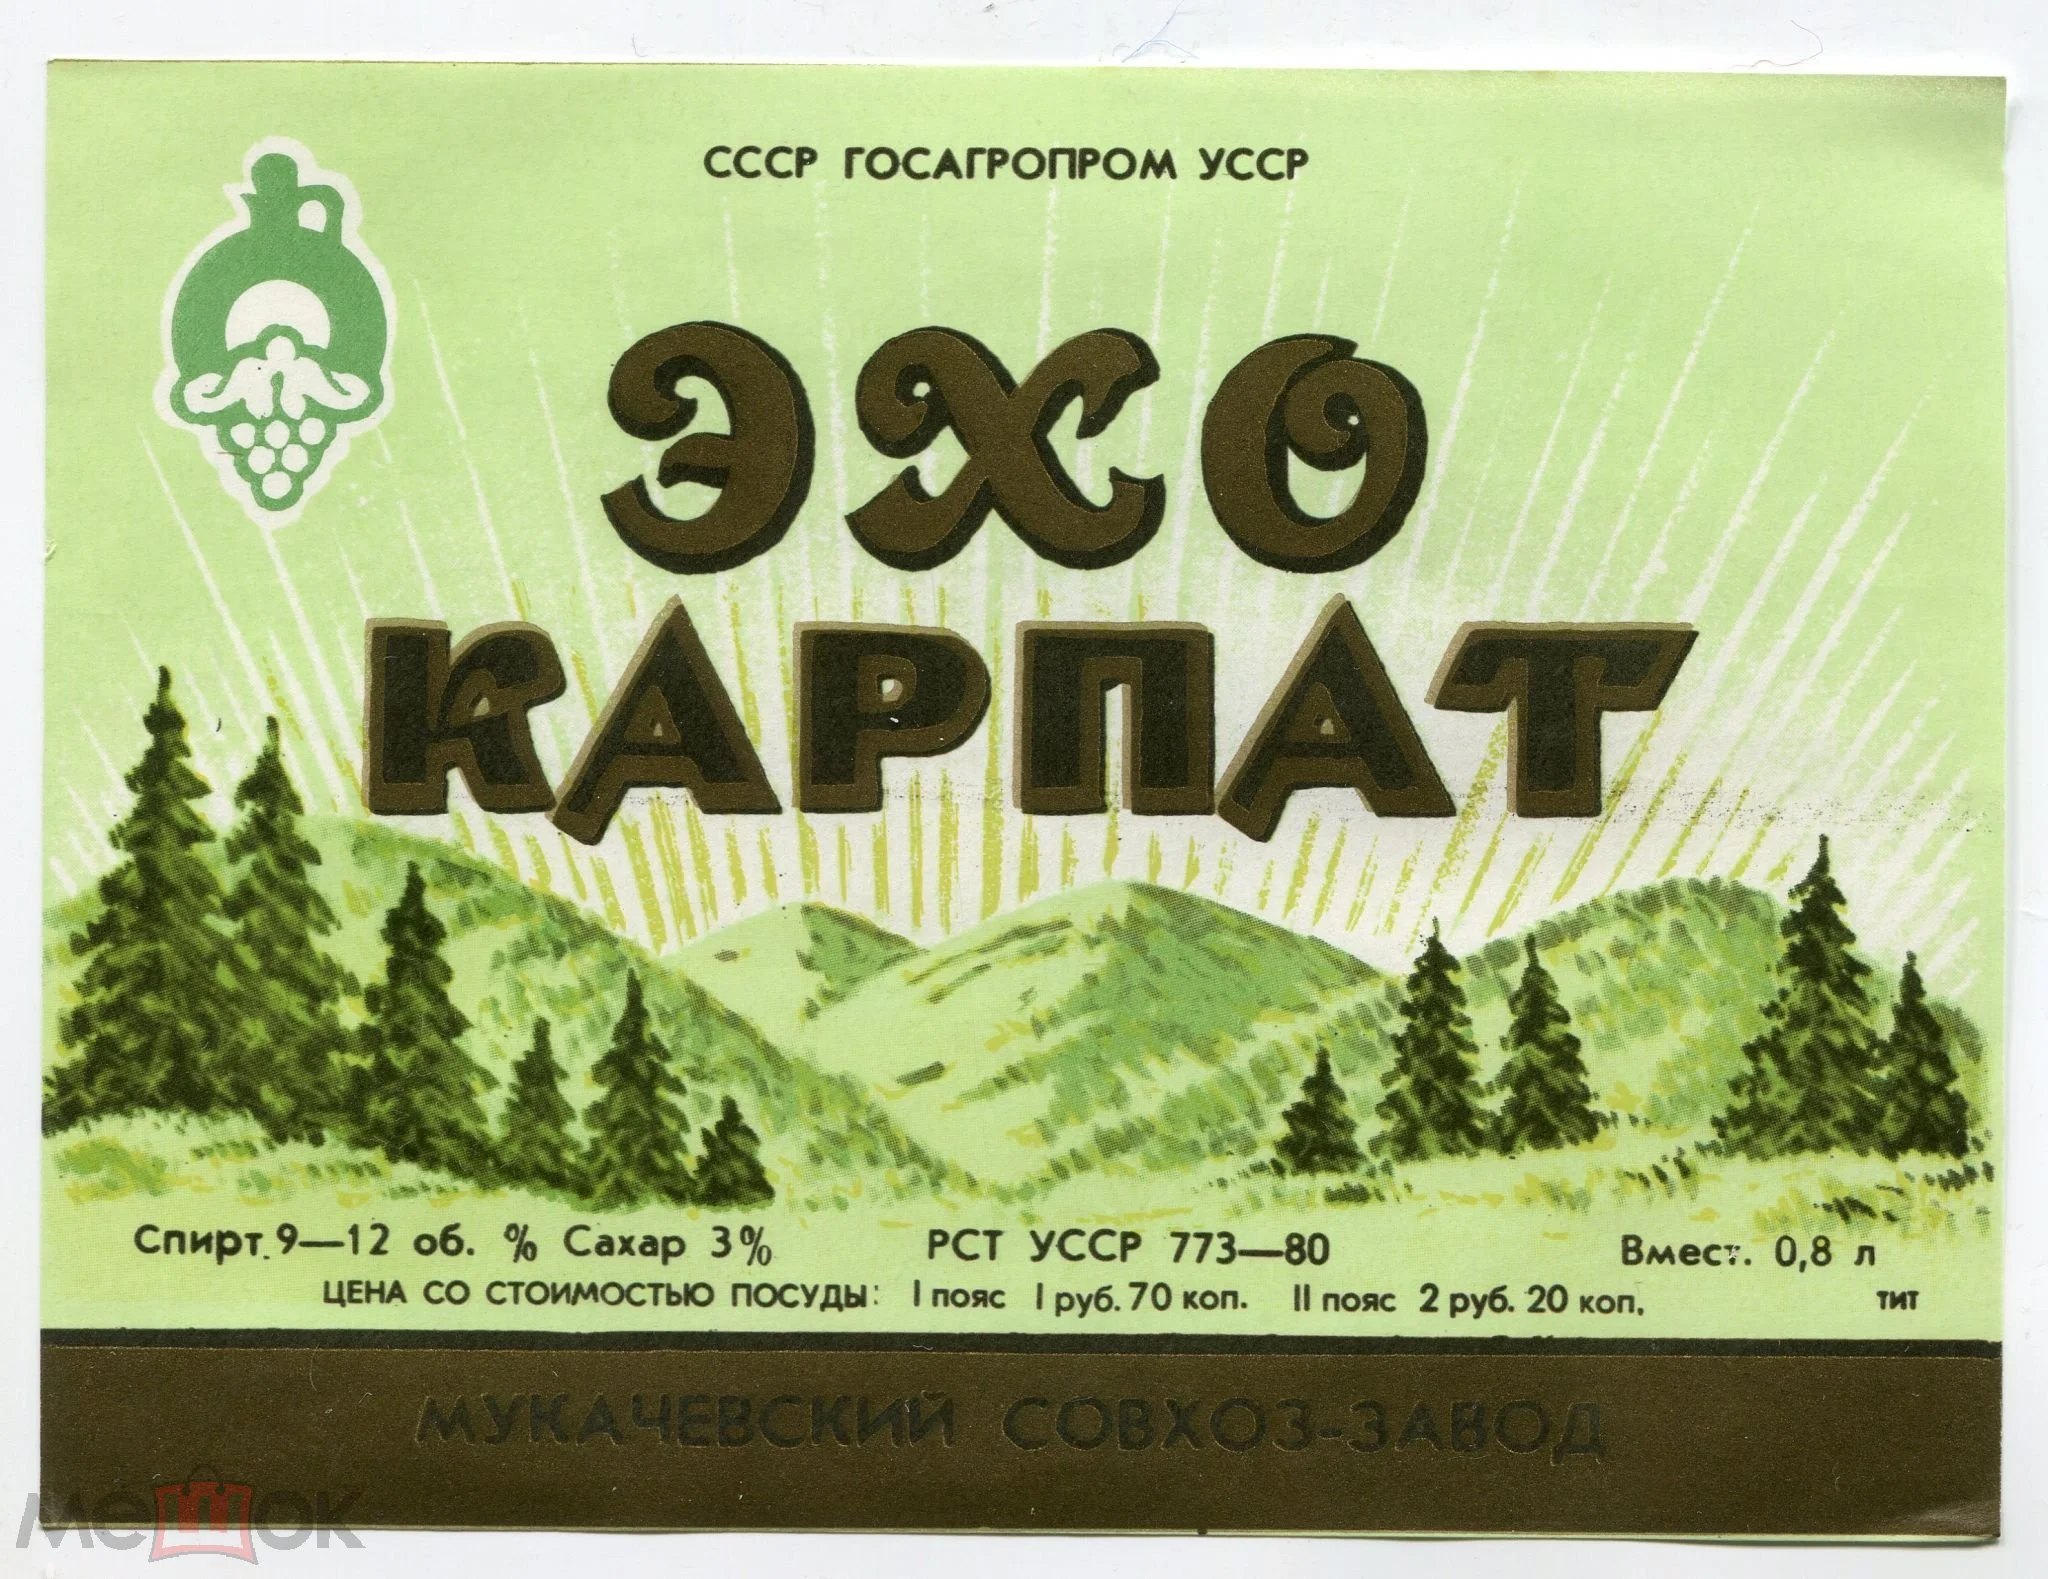 СССР ГОСАГРОПРОМ УССР
ЭХО
КАРПАТ
Спирт 9—12 об. % Сахар 3% РСТ УССР 773—80 Вмест. 0,8 л
ЦЕНА СО СТОИМОСТЬЮ ПОСУДЫ: I пояс 1 руб. 70 коп. II пояс 2 руб. 20 коп. тит
МУКАЧЕВСКИЙ СОВХОЗ-ЗАВОД
мешок